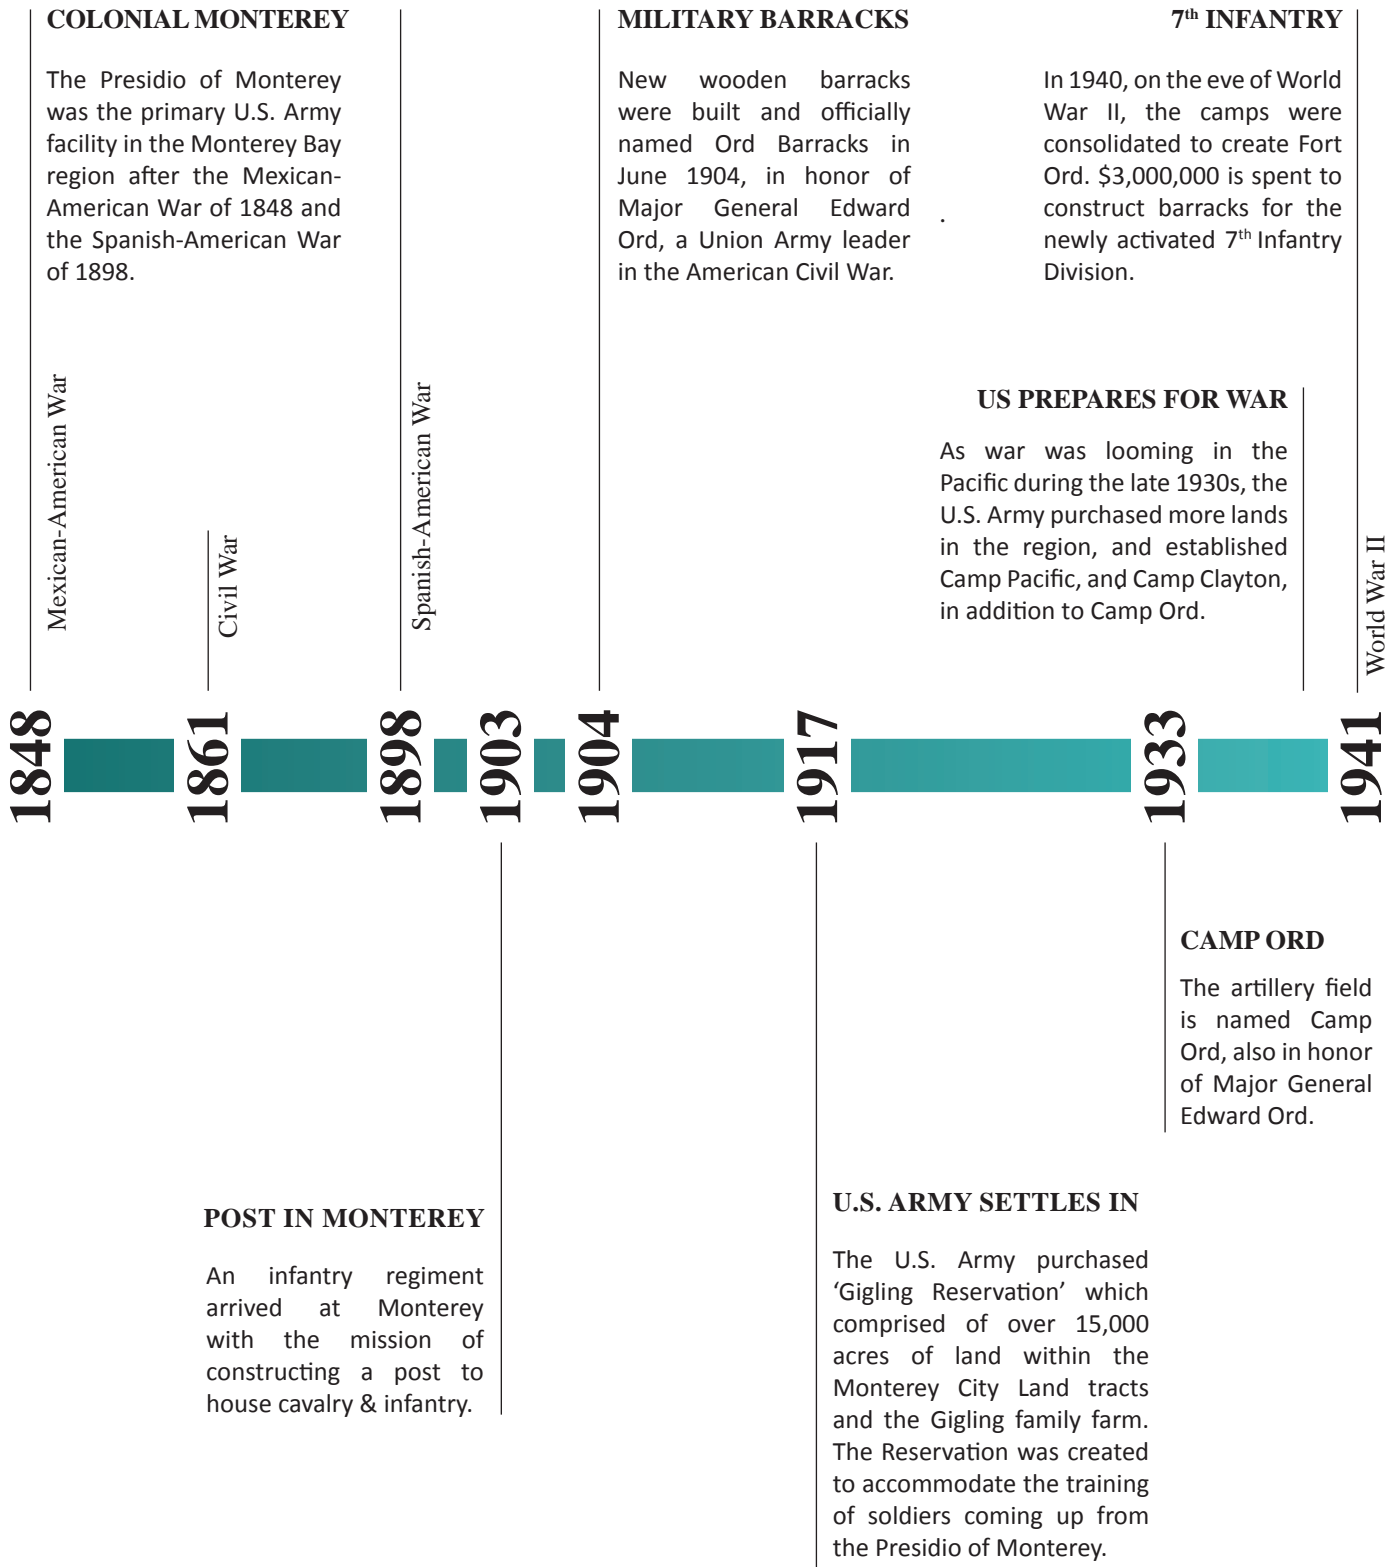 COLONIAL MONTEREY
The Presidio of Monterey
was the primary U.S. Army
facility in the Monterey Bay
region after the Mexican-
American War of 1848 and
the Spanish-American War
of 1898.
MILITARY BARRACKS
New wooden barracks
were built and officially
named Ord Barracks in
June 1904, in honor of
Major General Edward
Ord, a Union Army leader
in the American Civil War.
.
7th INFANTRY
In 1940, on the eve of World
War II, the camps were
consolidated to create Fort
Ord. $3,000,000 is spent to
construct barracks for the
newly activated 7th Infantry
Division.
Mexican-American War
Civil War
Spanish-American War
US PREPARES FOR WAR
As war was looming in the
Pacific during the late 1930s, the
U.S. Army purchased more lands
in the region, and established
Camp Pacific, and Camp Clayton,
in addition to Camp Ord.
World War II
1848
1861
1898
1903
1904
1917
1933
1941
CAMP ORD
The artillery field
is named Camp
Ord, also in honor
of Major General
Edward Ord.
POST IN MONTEREY
An infantry regiment
arrived at Monterey
with the mission of
constructing a post to
house cavalry & infantry.
U.S. ARMY SETTLES IN
The U.S. Army purchased
‘Gigling Reservation’ which
comprised of over 15,000
acres of land within the
Monterey City Land tracts
and the Gigling family farm.
The Reservation was created
to accommodate the training
of soldiers coming up from
the Presidio of Monterey.